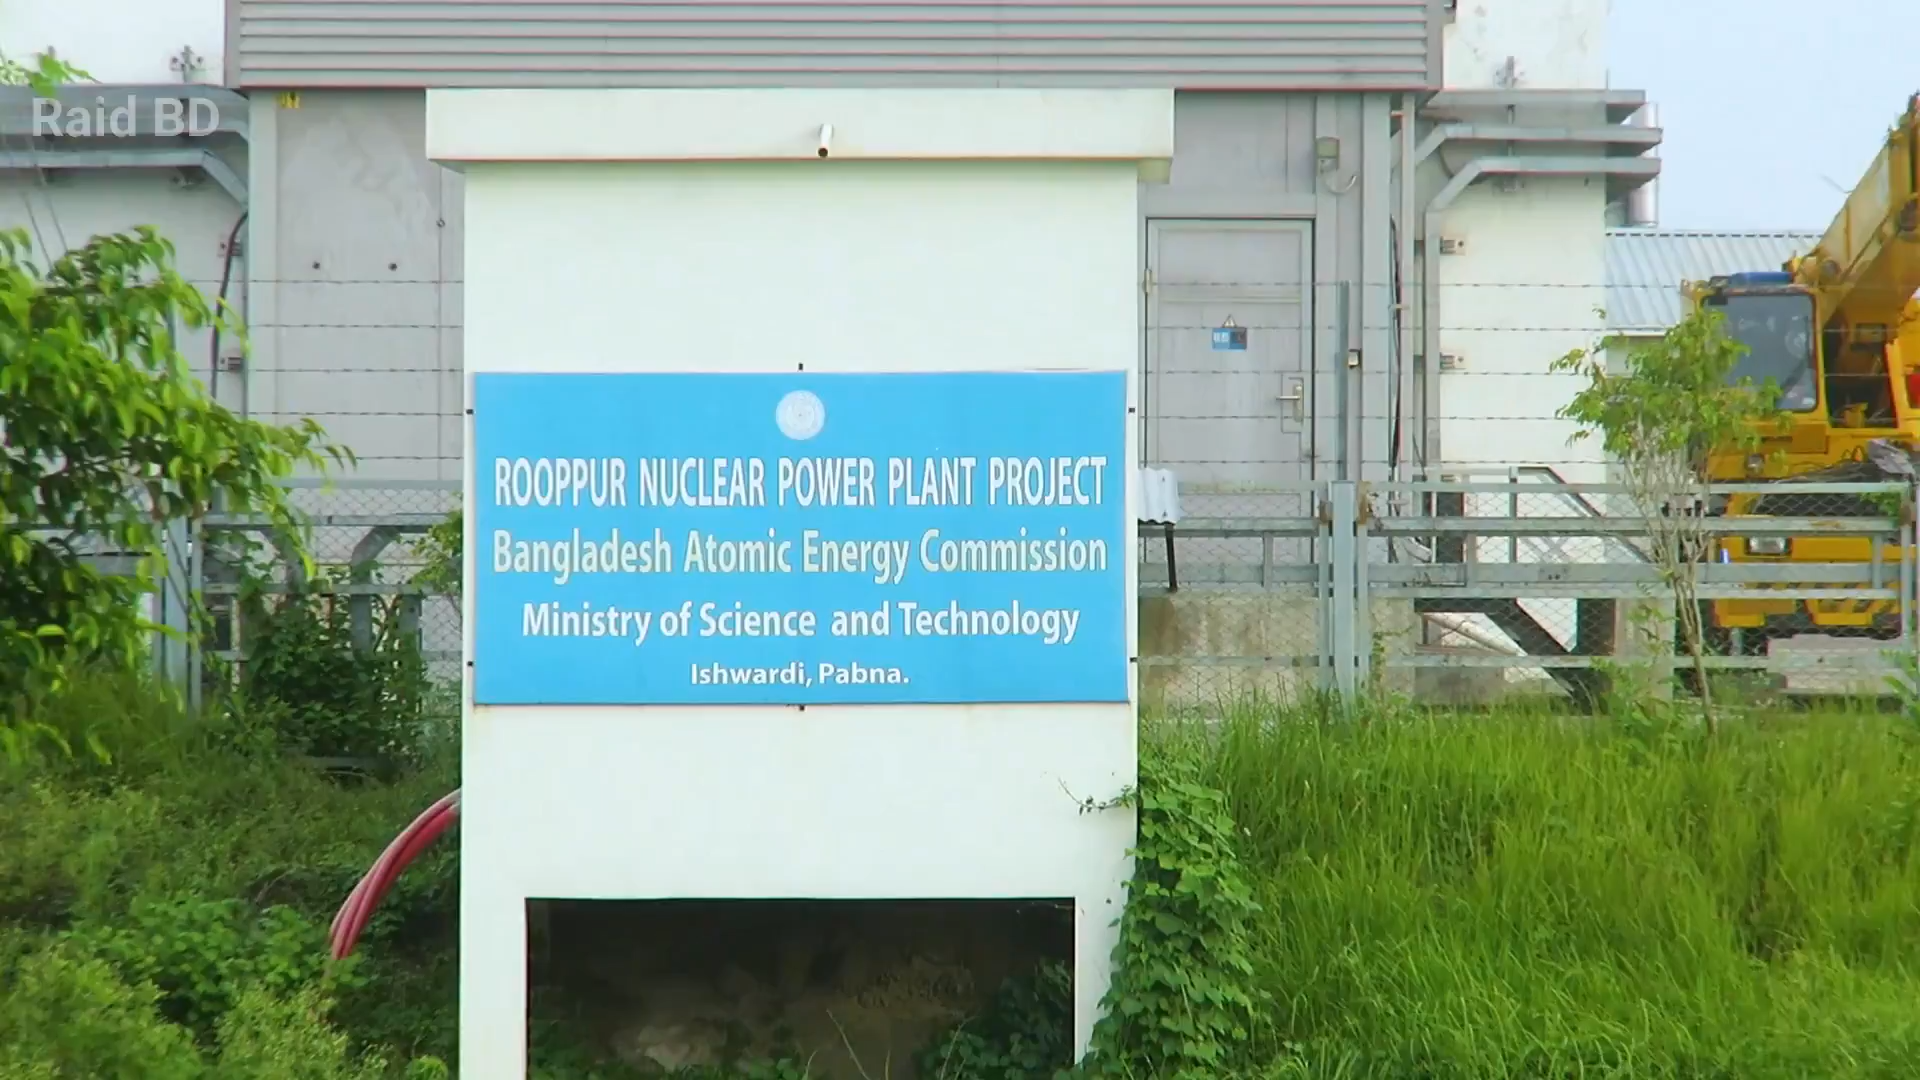 Raid BD
ROOPPUR NUCLEAR POWER PLANT PROJECT
Bangladesh Atomic Energy Commission
Ministry of Science and Technology
Ishwardi, Pabna.